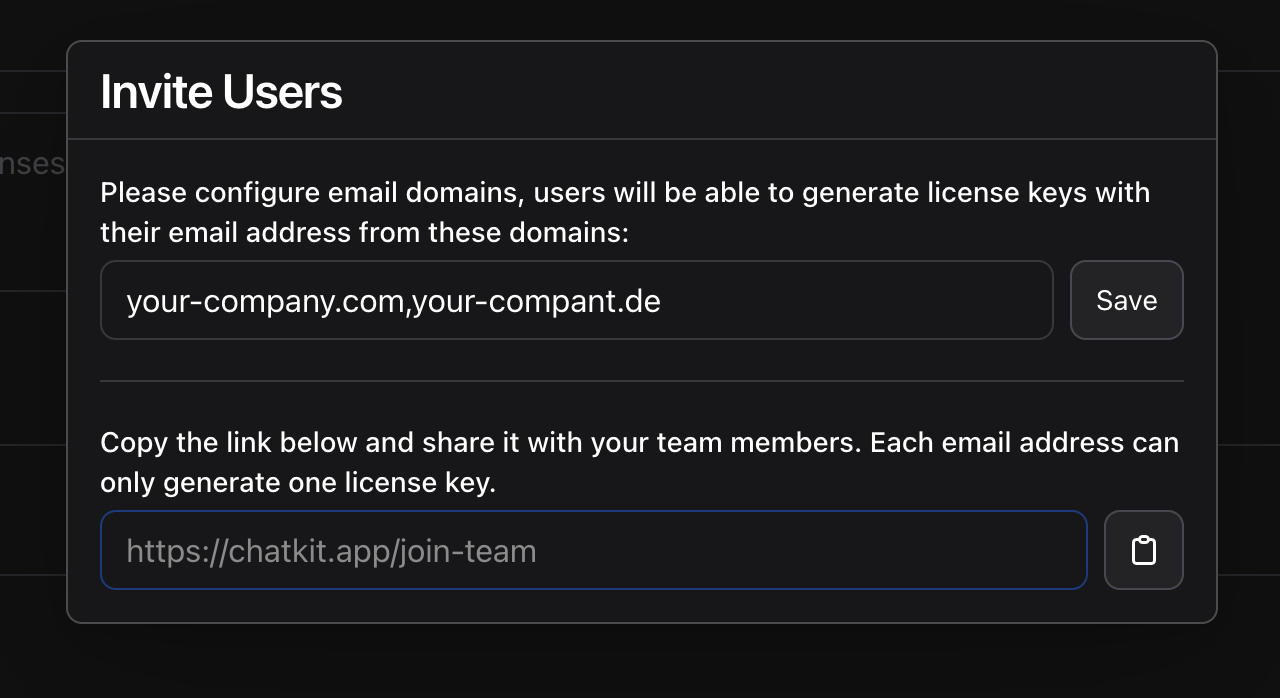 Invite Users
nses
Please configure email domains, users will be able to generate license keys with
their email address from these domains:
your-company.com,your-compant.de
Save
Copy the link below and share it with your team members. Each email address can
only generate one license key.
https://chatkit.app/join-team